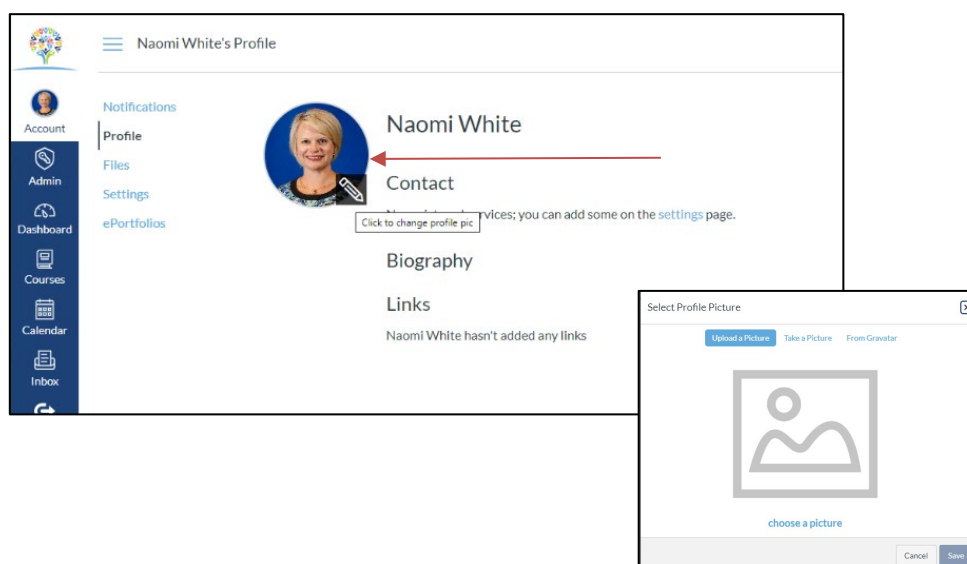 Naomi White's Profile
Account
Admin
Dashboard
Courses
Calendar
Inbox
Notifications
Profile
Files
Settings
ePortfolios
Naomi White
Contact
services; you can add some on the settings page.
Click to change profile pic
Biography
Links
Naomi White hasn't added any links
Select Profile Picture
Upload a Picture Take a Picture From Gravatar
choose a picture
Cancel Save